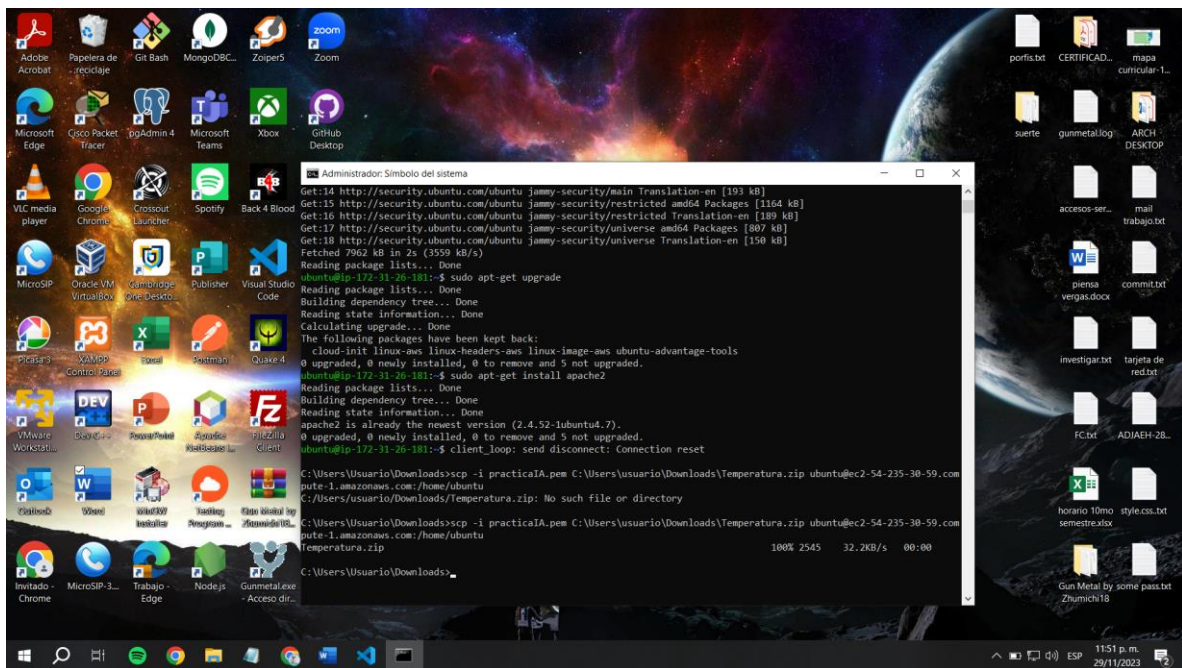 Adobe Acrobat
Papelera de reciclaje
Git Bash
MongoDBC...
Zoiper5
zoom
Zoom
porfis.txt
CERTIFICAD...
mapa curricular-1...
Microsoft Edge
Cisco Packet Tracer
pgAdmin 4
Microsoft Teams
Xbox
GitHub Desktop
suerte
gunmetal.log
ARCH DESKTOP
VLC media player
Google Chrome
Crossout Launcher
Spotify
B4B
Back 4 Blood
accesos-ser...
mail trabajo.txt
MicroSIP
Oracle VM VirtualBox
Cambridge One Deskto...
Publisher
Visual Studio Code
piensa vergas.docx
commit.txt
Picasa 3
XAMPP Control Panel
Excel
Postman
Quake 4
investigar.txt
tarjeta de red.txt
VMware Workstati...
DEV
Dev-C++
PowerPoint
Apache NetBeans I...
FileZilla Client
FC.txt
ADJAEH-28...
Outlook
Word
MinGW Installer
Testing Program ...
Gun Metal by Zhumichi18...
horario 10mo semestre.xlsx
style.css.txt
Invitado - Chrome
MicroSIP-3....
Trabajo - Edge
Node.js
Gunmetal.exe - Acceso dir...
Gun Metal by Zhumichi18
some pass.txt
Administrador: Símbolo del sistema
Get:14 http://security.ubuntu.com/ubuntu jammy-security/main Translation-en [193 kB]
Get:15 http://security.ubuntu.com/ubuntu jammy-security/restricted amd64 Packages [1164 kB]
Get:16 http://security.ubuntu.com/ubuntu jammy-security/restricted Translation-en [189 kB]
Get:17 http://security.ubuntu.com/ubuntu jammy-security/universe amd64 Packages [807 kB]
Get:18 http://security.ubuntu.com/ubuntu jammy-security/universe Translation-en [150 kB]
Fetched 7962 kB in 2s (3559 kB/s)
Reading package lists... Done
ubuntu@ip-172-31-26-181:~$ sudo apt-get upgrade
Reading package lists... Done
Building dependency tree... Done
Reading state information... Done
Calculating upgrade... Done
The following packages have been kept back:
cloud-init linux-aws linux-headers-aws linux-image-aws ubuntu-advantage-tools
0 upgraded, 0 newly installed, 0 to remove and 5 not upgraded.
ubuntu@ip-172-31-26-181:~$ sudo apt-get install apache2
Reading package lists... Done
Building dependency tree... Done
Reading state information... Done
apache2 is already the newest version (2.4.52-1ubuntu4.7).
0 upgraded, 0 newly installed, 0 to remove and 5 not upgraded.
ubuntu@ip-172-31-26-181:~$ client_loop: send disconnect: Connection reset
C:\Users\Usuario\Downloads>scp -i practicaIA.pem C:\Users\usuario\Downloads\Temperatura.zip ubuntu@ec2-54-235-30-59.com
pute-1.amazonaws.com:/home/ubuntu
C:/Users/usuario/Downloads/Temperatura.zip: No such file or directory
C:\Users\Usuario\Downloads>scp -i practicaIA.pem C:\Users\usuario\Downloads\Temperatura.zip ubuntu@ec2-54-235-30-59.com
pute-1.amazonaws.com:/home/ubuntu
Temperatura.zip 100% 2545 32.2KB/s 00:00
C:\Users\Usuario\Downloads>
ESP
11:51 p. m.
29/11/2023
2